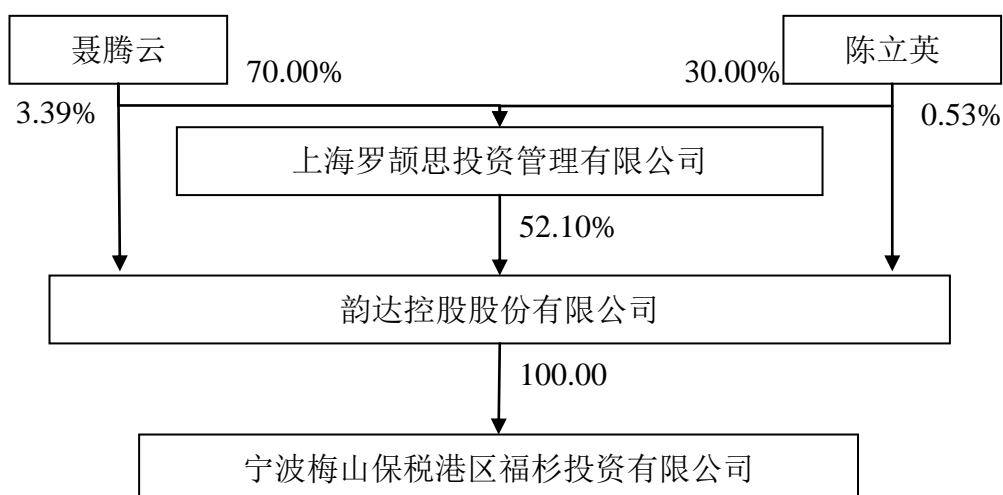 聂腾云
陈立英
70.00%
30.00%
3.39%
0.53%
上海罗颉思投资管理有限公司
52.10%
韵达控股股份有限公司
100.00
宁波梅山保税港区福杉投资有限公司